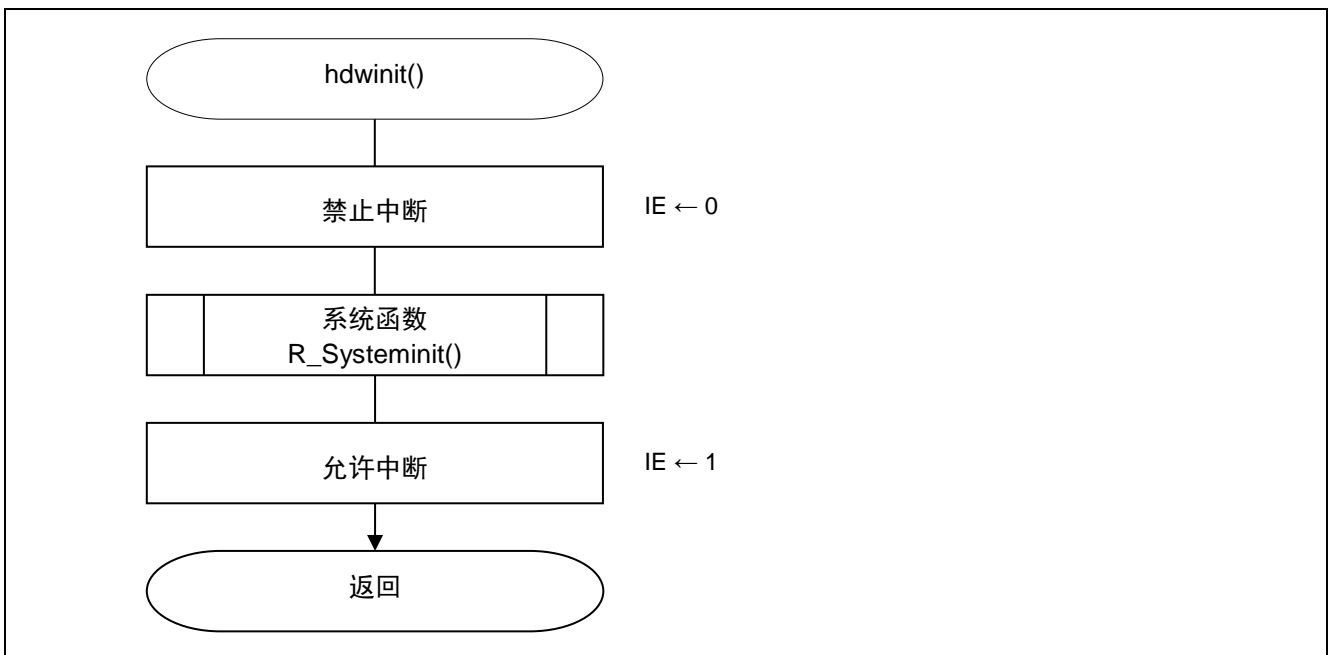 hdwinit()
禁止中断
IE ← 0
系统函数
R_Systeminit()
允许中断
IE ← 1
返回